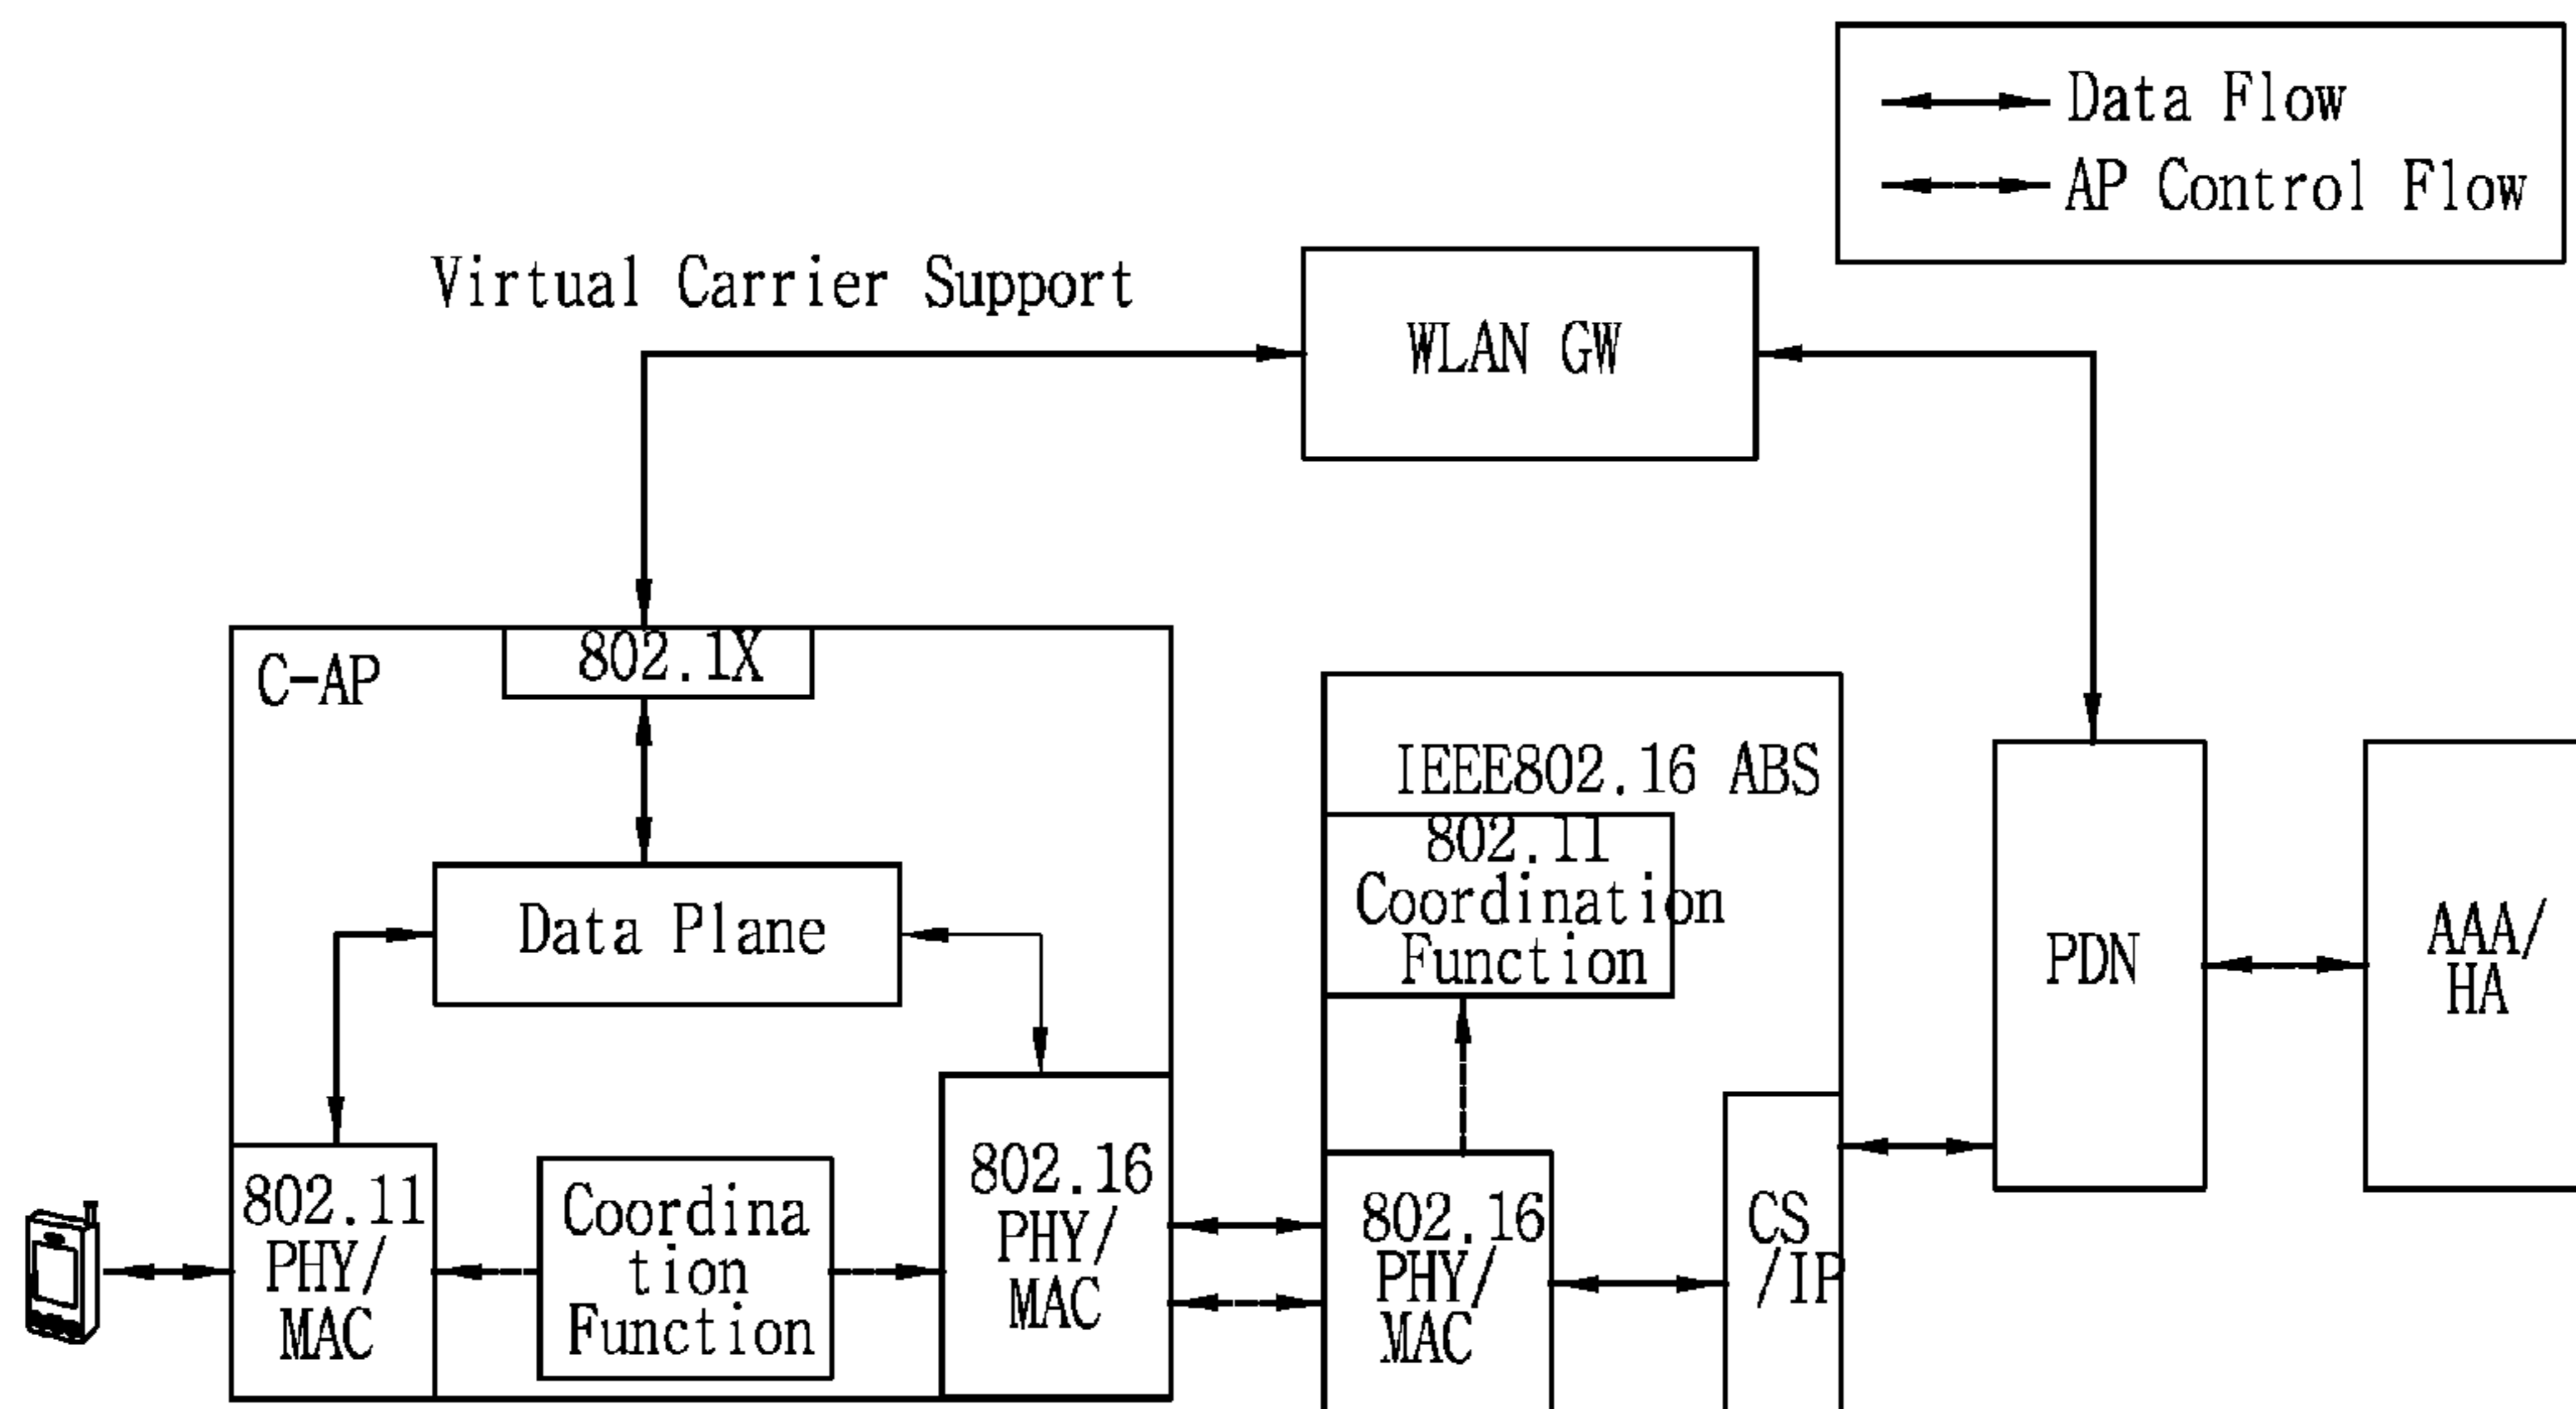 Data Flow
AP Control Flow
Virtual Carrier Support
WLAN GW
C-AP
802.1X
Data Plane
802.11
PHY/
MAC
Coordina
tion
Function
802.16
PHY/
MAC
IEEE802.16 ABS
802.11
Coordination
Function
802.16
PHY/
MAC
CS
/IP
PDN
AAA/
HA